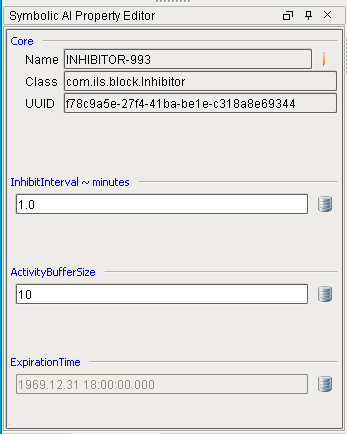 Symbolic AI Property Editor
Core
Name INHIBITOR-993
Class com.ils.block.Inhibitor
UUID f78c9a5e-27f4-41ba-be1e-c318a8e69344
InhibitInterval ~ minutes
1.0
ActivityBufferSize
10
ExpirationTime
1969.12.31 18:00:00.000